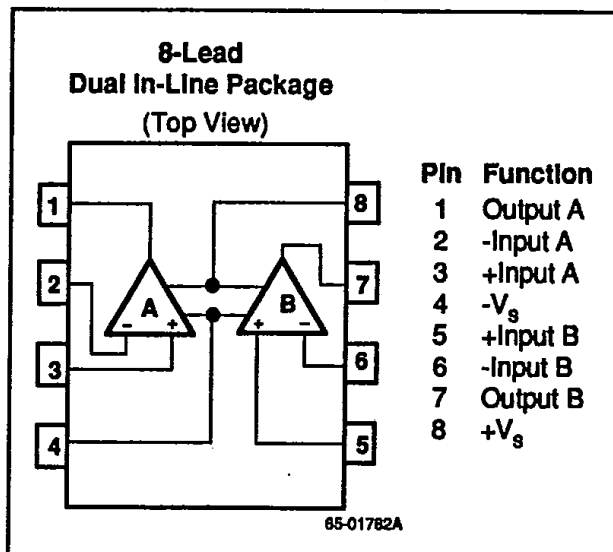 8-Lead
Dual In-Line Package
(Top View)
Pin Function
1 Output A
2 -Input A
3 +Input A
4 -Vs
5 +Input B
6 -Input B
7 Output B
8 +Vs
1
8
2
7
A
B
- +
+ -
3
6
4
5
65-01782A